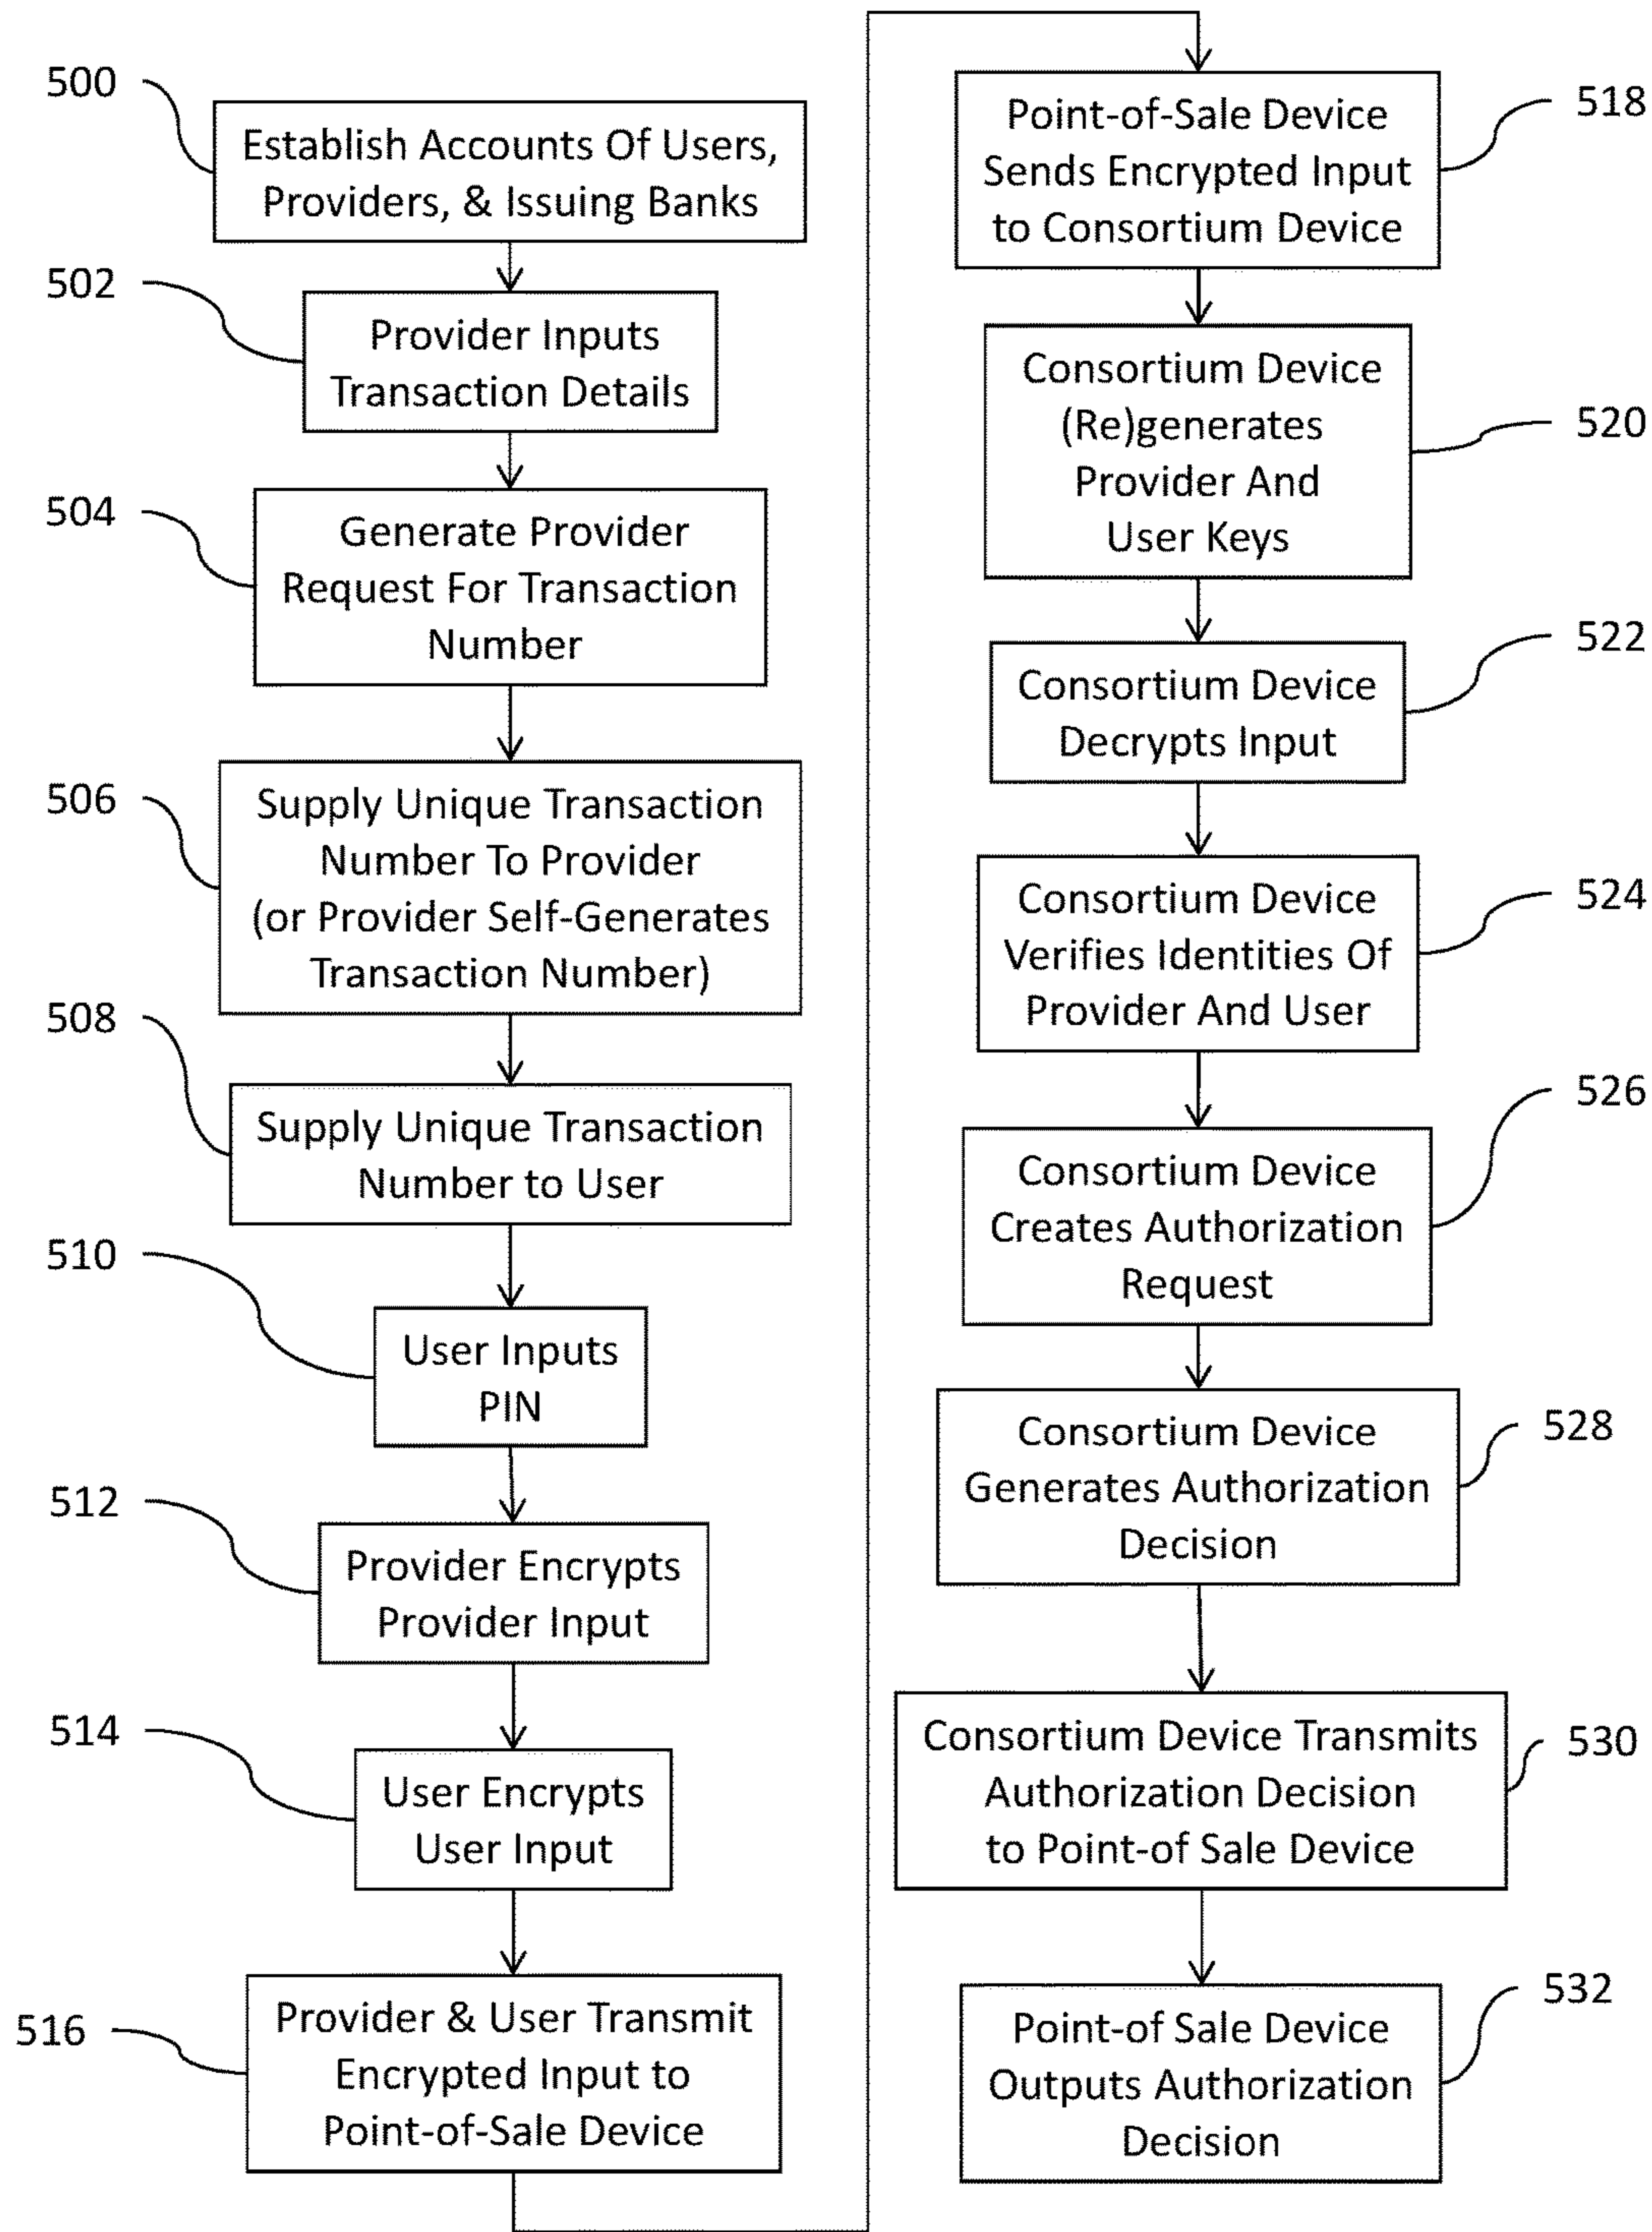 500
Establish Accounts Of Users,
Providers, & Issuing Banks
502
Provider Inputs
Transaction Details
504
Generate Provider
Request For Transaction
Number
506
Supply Unique Transaction
Number To Provider
(or Provider Self-Generates
Transaction Number)
508
Supply Unique Transaction
Number to User
510
User Inputs
PIN
512
Provider Encrypts
Provider Input
514
User Encrypts
User Input
516
Provider & User Transmit
Encrypted Input to
Point-of-Sale Device
518
Point-of-Sale Device
Sends Encrypted Input
to Consortium Device
520
Consortium Device
(Re)generates
Provider And
User Keys
522
Consortium Device
Decrypts Input
524
Consortium Device
Verifies Identities Of
Provider And User
526
Consortium Device
Creates Authorization
Request
528
Consortium Device
Generates Authorization
Decision
530
Consortium Device Transmits
Authorization Decision
to Point-of Sale Device
532
Point-of Sale Device
Outputs Authorization
Decision